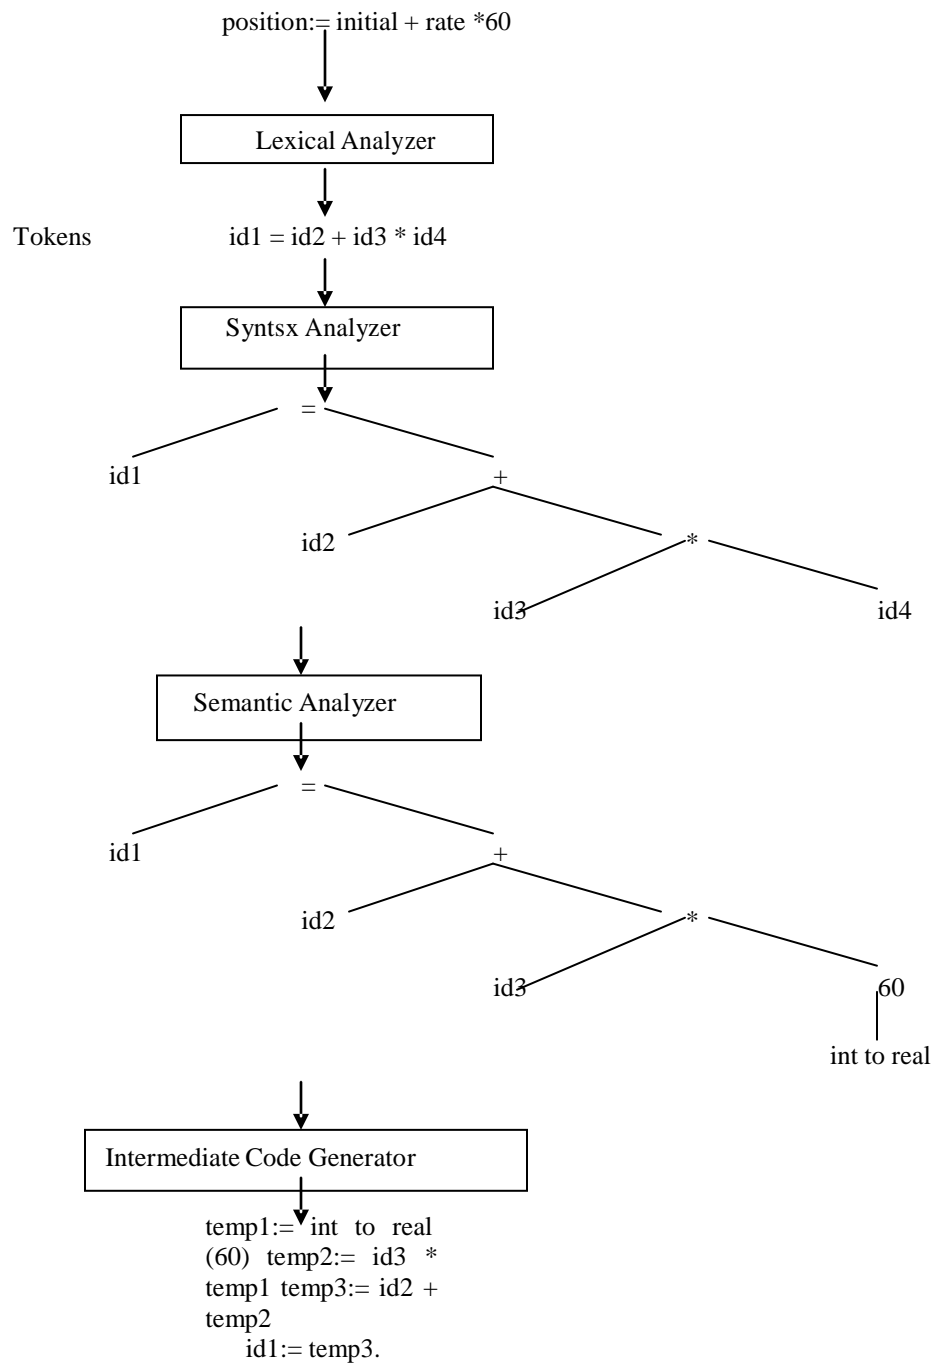 position:= initial + rate *60
Lexical Analyzer
Tokens id1 = id2 + id3 * id4
Syntsx Analyzer
=
id1
+
id2
*
id3 id4
Semantic Analyzer
=
id1
+
id2
*
id3 60
int to real
Intermediate Code Generator
temp1:= int to real
(60) temp2:= id3 *
temp1 temp3:= id2 +
temp2
id1:= temp3.